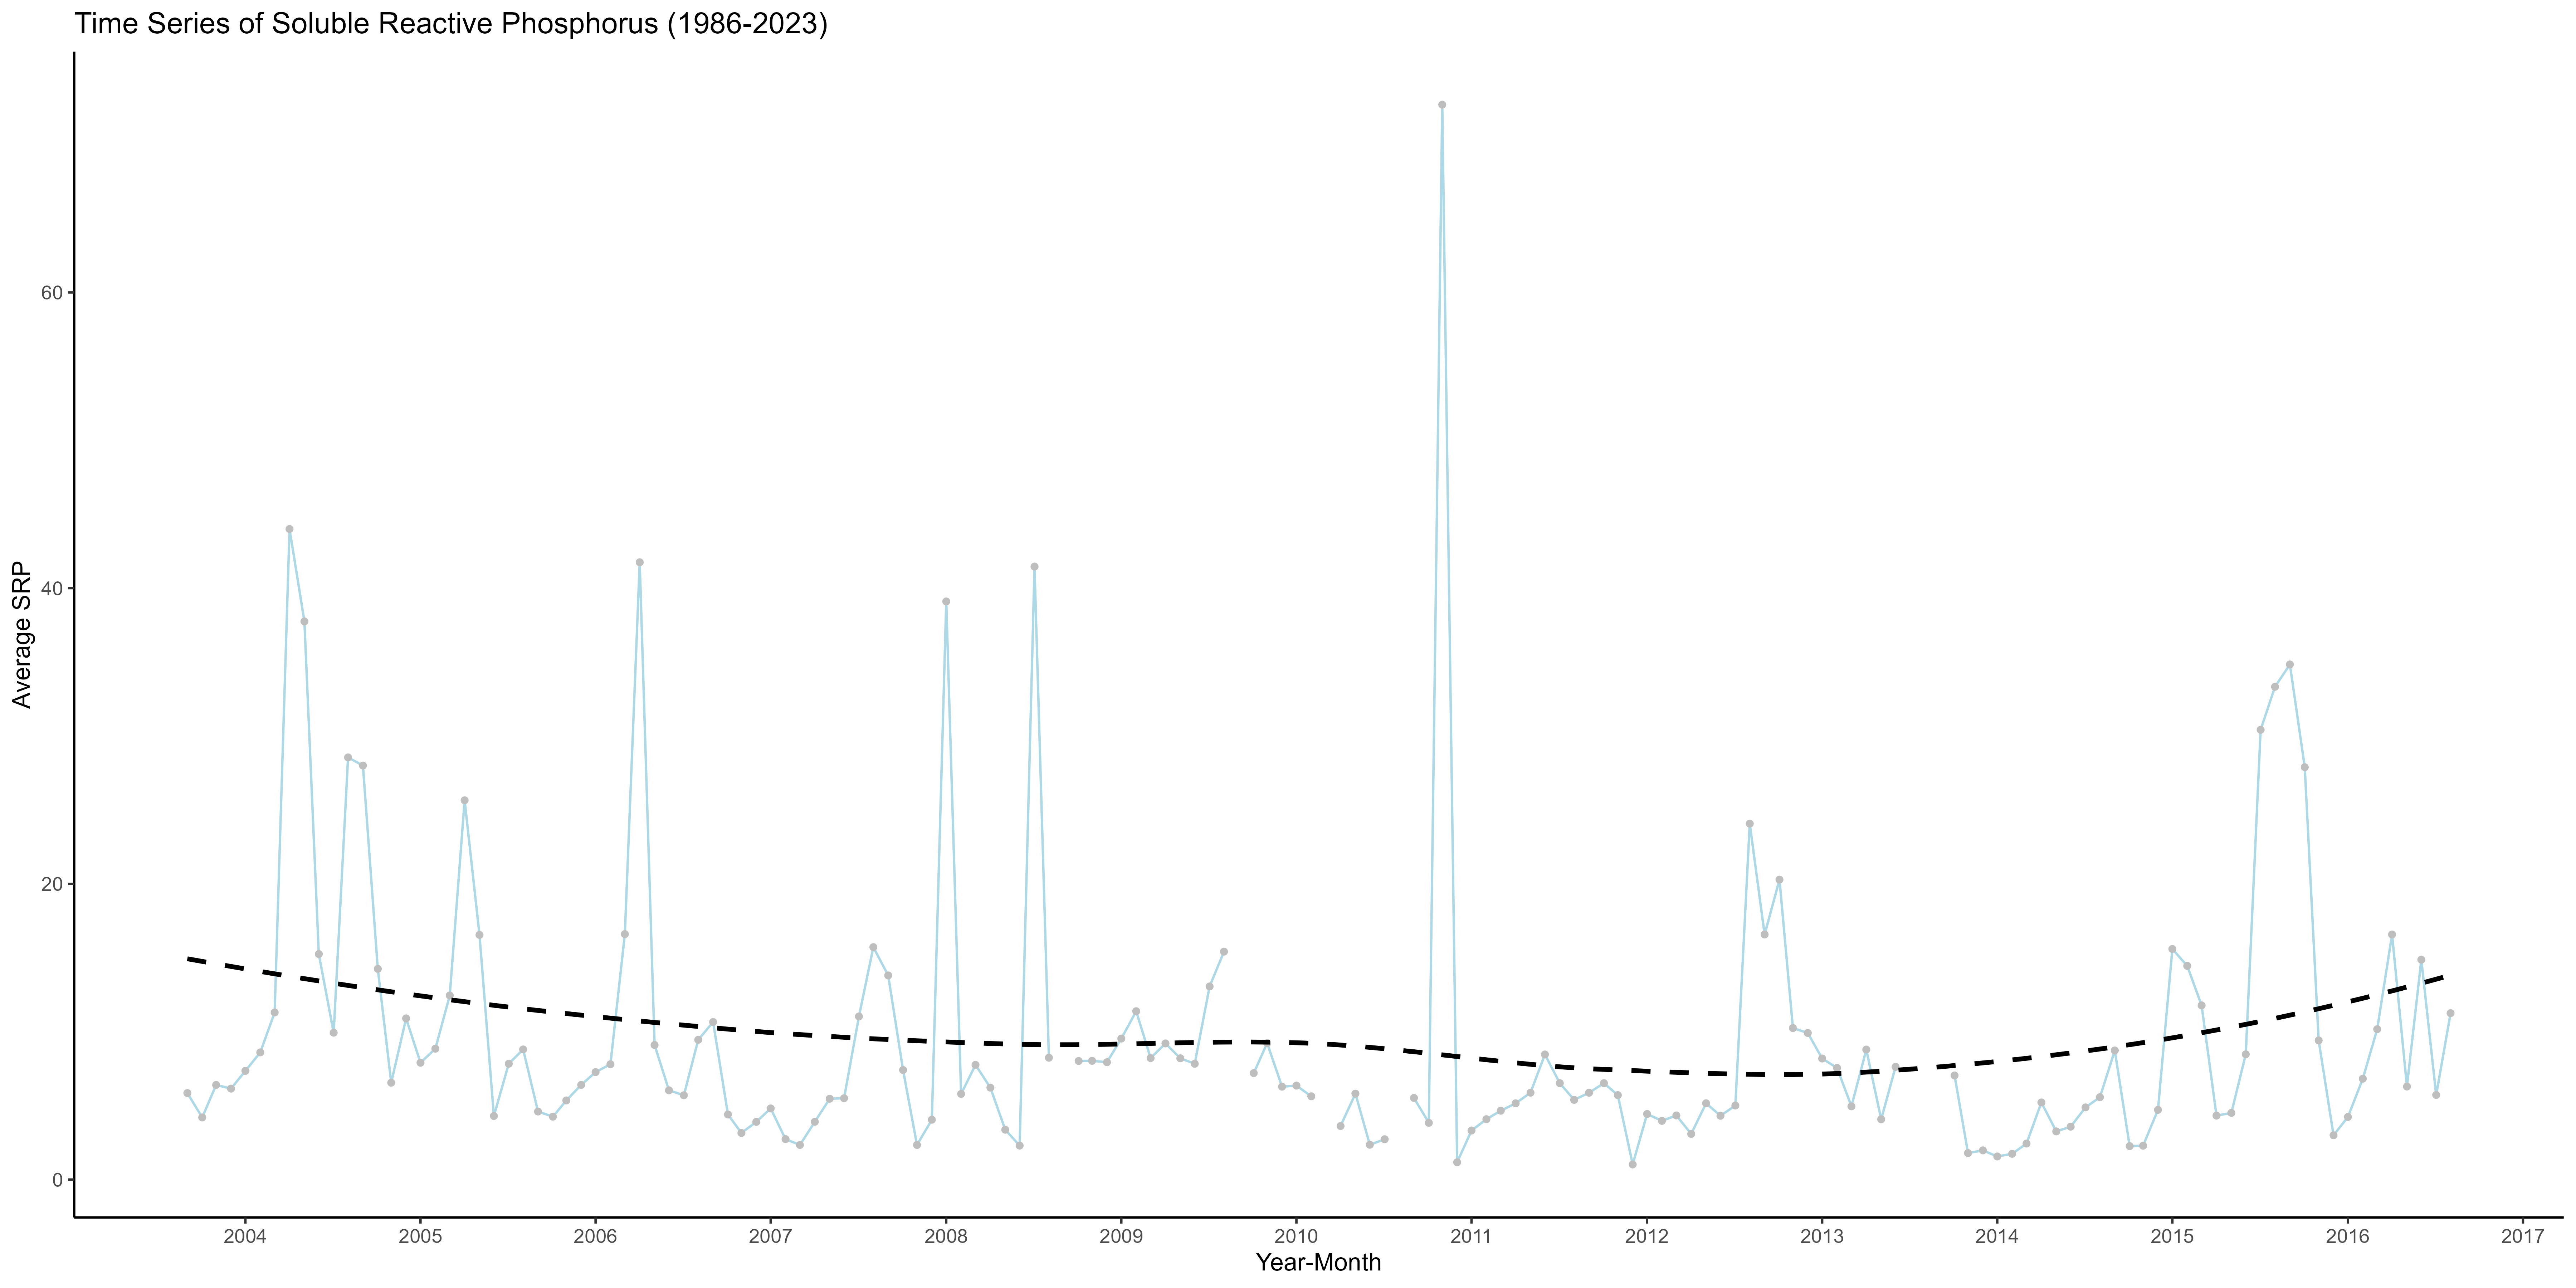 Time Series of Soluble Reactive Phosphorus (1986-2023)
Average SRP
60
40
20
0
2004 2005 2006 2007 2008 2009 2010 2011 2012 2013 2014 2015 2016 2017
Year-Month